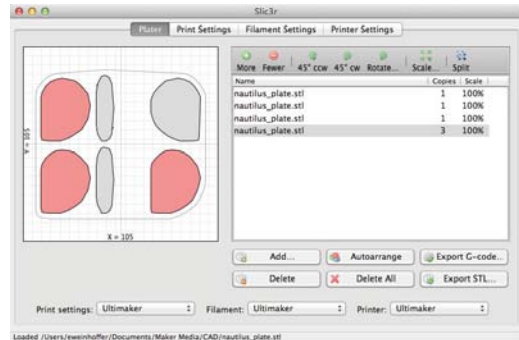 Slic3r
Plater Print Settings Filament Settings Printer Settings
More Fewer 45° ccw 45° cw Rotate... Scale... Split
Name Copies Scale
nautilus_plate.stl 1 100%
nautilus_plate.stl 1 100%
nautilus_plate.stl 1 100%
nautilus_plate.stl 3 100%
Y = 105
X = 105
Add... Autoarrange Export G-code...
Delete Delete All Export STL...
Print settings: Ultimaker Filament: Ultimaker Printer: Ultimaker
Loaded /Users/eweinhoffer/Documents/Maker Media/CAD/nautilus_plate.stl